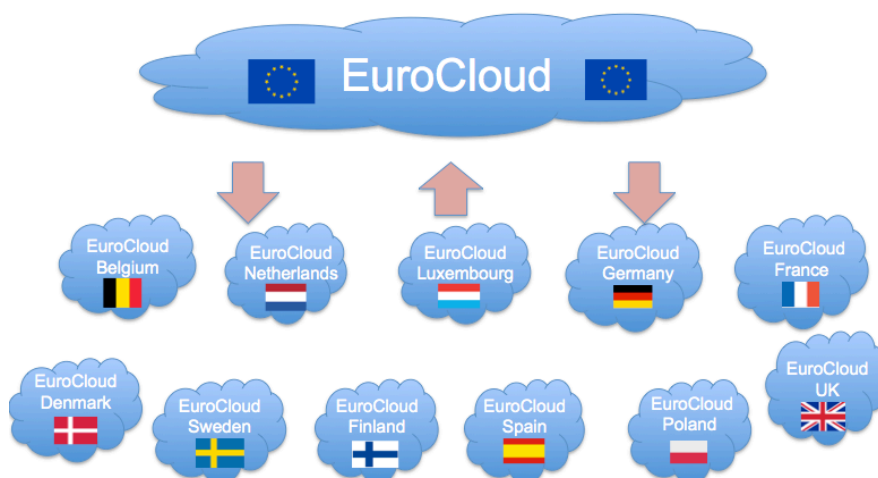 EuroCloud
EuroCloud
Belgium
EuroCloud
Netherlands
EuroCloud
Luxembourg
EuroCloud
Germany
EuroCloud
France
EuroCloud
Denmark
EuroCloud
Sweden
EuroCloud
Finland
EuroCloud
Spain
EuroCloud
Poland
EuroCloud
UK